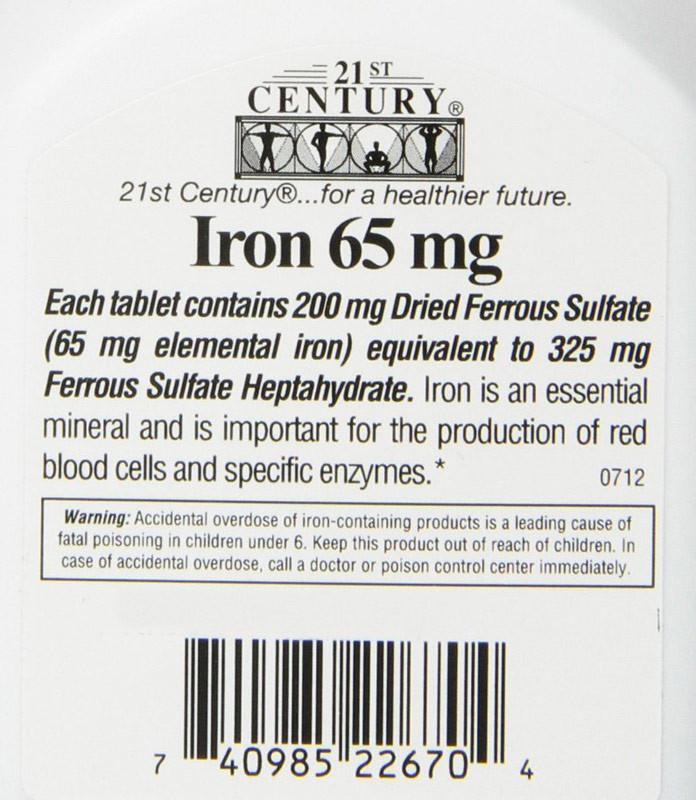 21ST
CENTURY®
21st Century®...for a healthier future.
Iron 65 mg
Each tablet contains 200 mg Dried Ferrous Sulfate
(65 mg elemental iron) equivalent to 325 mg
Ferrous Sulfate Heptahydrate. Iron is an essential
mineral and is important for the production of red
blood cells and specific enzymes.* 0712
Warning: Accidental overdose of iron-containing products is a leading cause of
fatal poisoning in children under 6. Keep this product out of reach of children. In
case of accidental overdose, call a doctor or poison control center immediately.
7 40985 22670 4